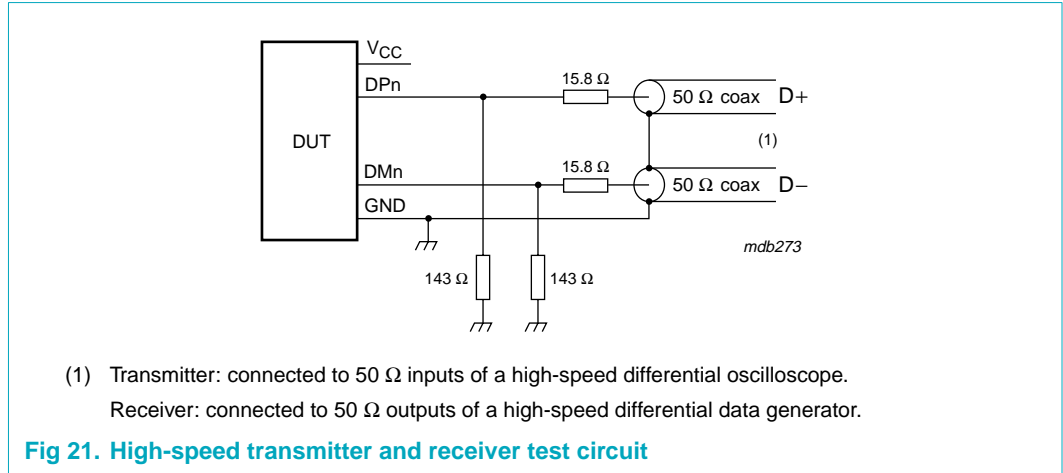 VCC
DPn
15.8 Ω
50 Ω coax D+
DUT
(1)
DMn
15.8 Ω
50 Ω coax D−
GND
mdb273
143 Ω
143 Ω
(1) Transmitter: connected to 50 Ω inputs of a high-speed differential oscilloscope.
Receiver: connected to 50 Ω outputs of a high-speed differential data generator.
Fig 21. High-speed transmitter and receiver test circuit